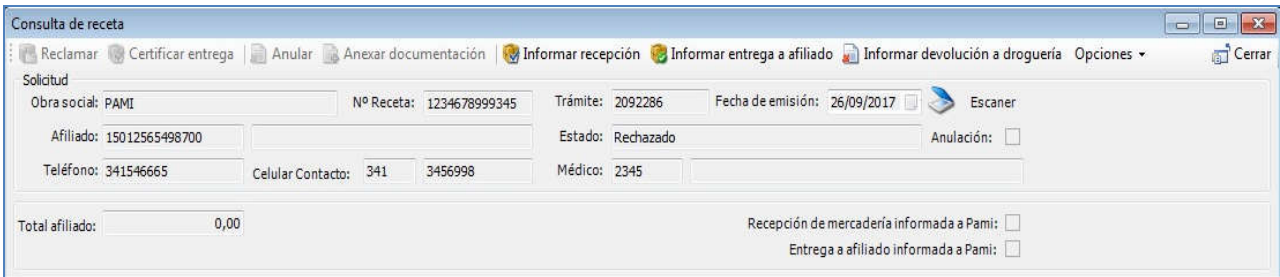 Consulta de receta
Reclamar Certificar entrega Anular Anexar documentación Informar recepción Informar entrega a afiliado Informar devolución a droguería Opciones Cerrar
Solicitud
Obra social: PAMI Nº Receta: 1234678999345 Trámite: 2092286 Fecha de emisión: 26/09/2017 Escaner
Afiliado: 15012565498700 Estado: Rechazado Anulación:
Teléfono: 341546665 Celular Contacto: 341 3456998 Médico: 2345
Total afiliado: 0,00 Recepción de mercadería informada a Pami:
Entrega a afiliado informada a Pami: